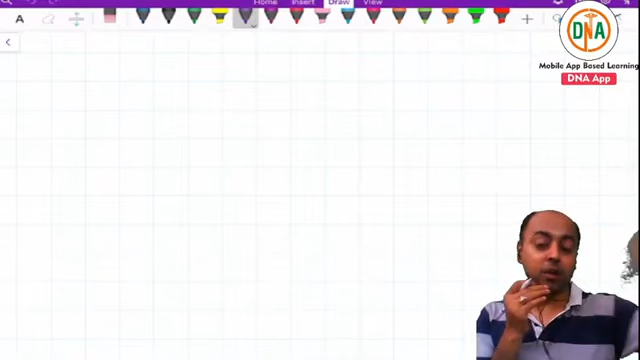 Home Insert Draw View
A
DNA
Mobile App Based Learning
DNA App